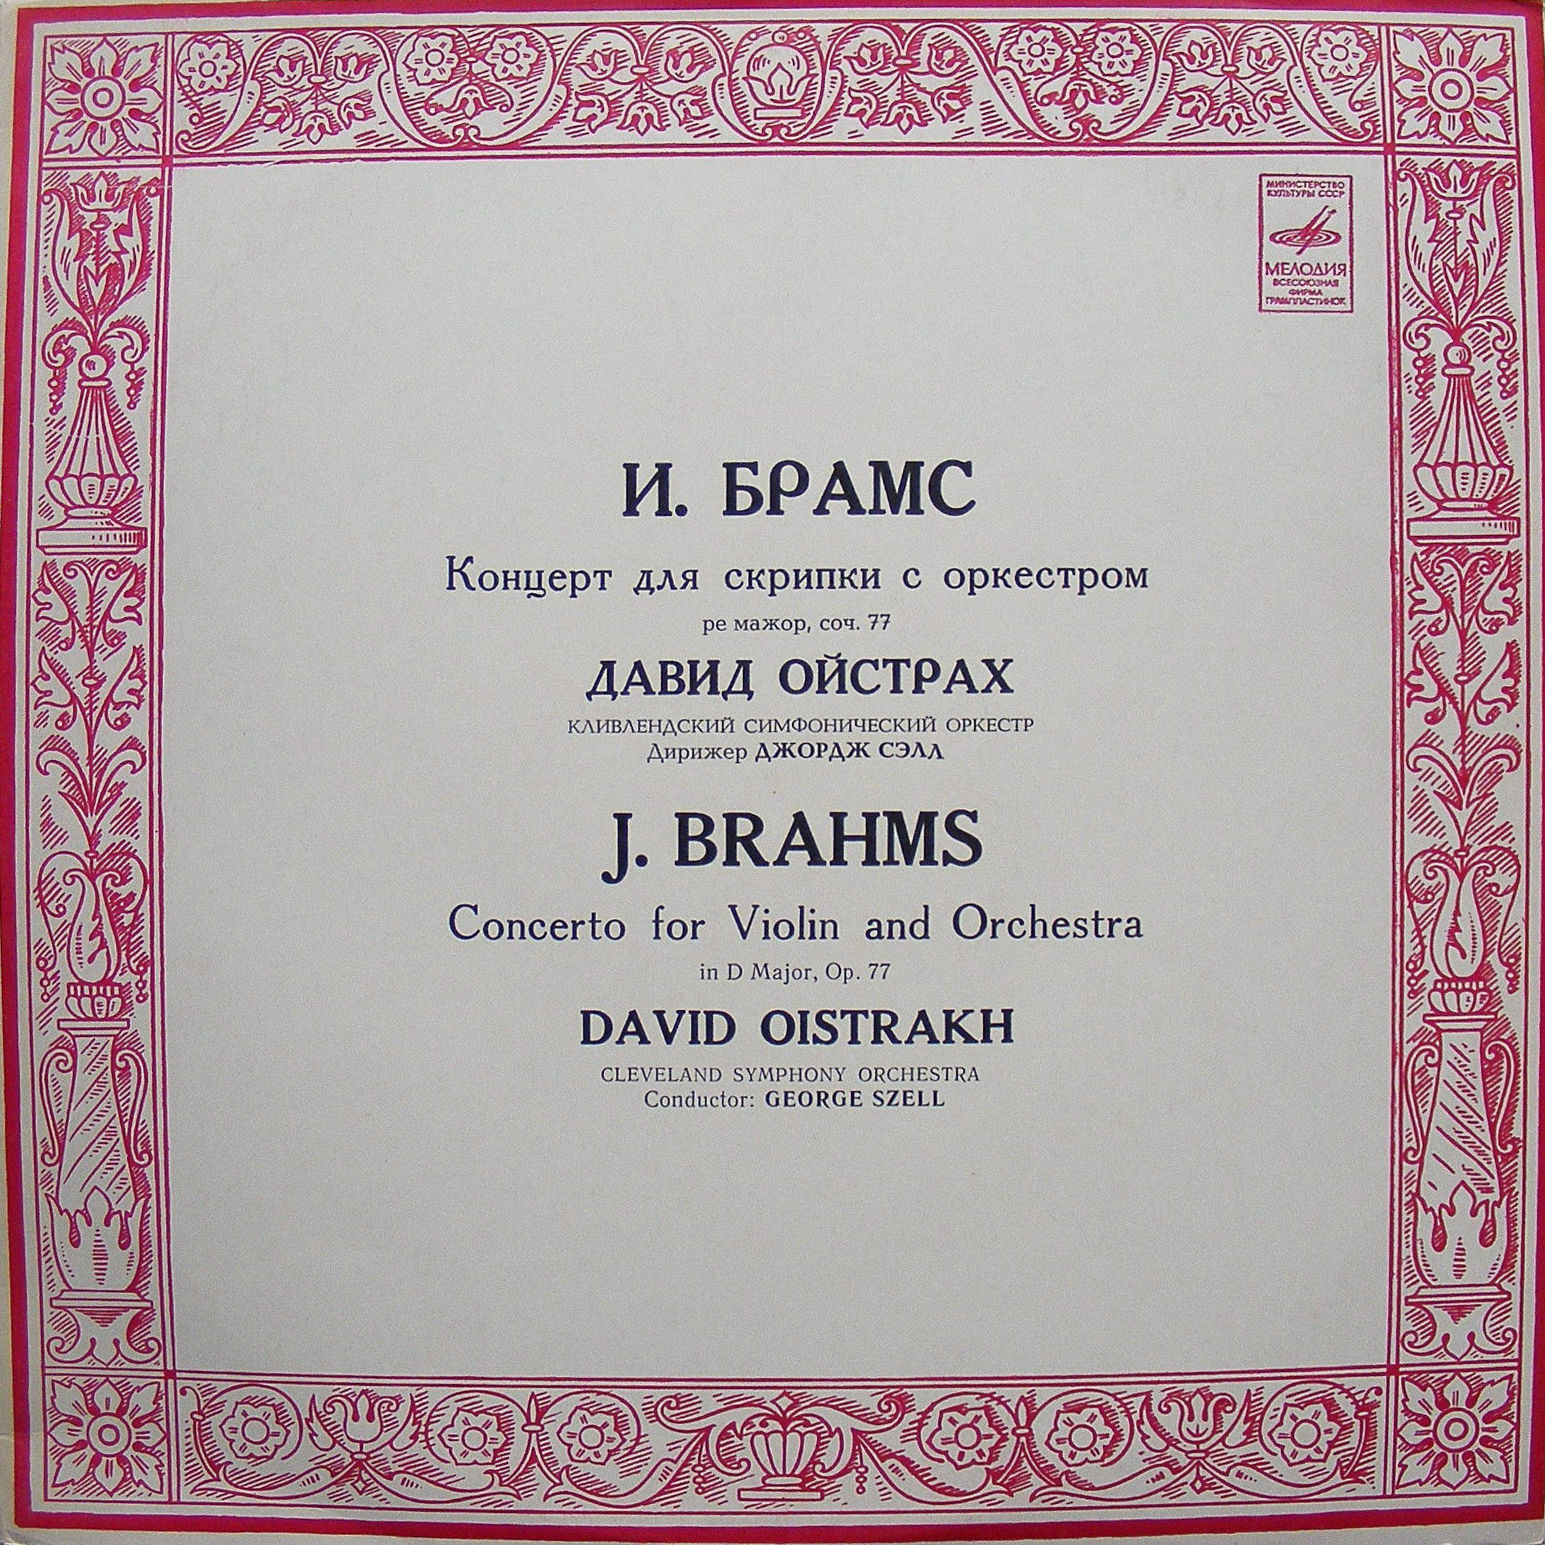 МИНИСТЕРСТВО
КУЛЬТУРЫ СССР
МЕЛОДИЯ
ВСЕСОЮЗНАЯ
ФИРМА
ГРАМПЛАСТИНОК
И. БРАМС
Концерт для скрипки с оркестром
ре мажор, соч. 77
ДАВИД ОЙСТРАХ
КЛИВЛЕНДСКИЙ СИМФОНИЧЕСКИЙ ОРКЕСТР
Дирижер ДЖОРДЖ СЭЛЛ
J. BRAHMS
Concerto for Violin and Orchestra
in D Major, Op. 77
DAVID OISTRAKH
CLEVELAND SYMPHONY ORCHESTRA
Conductor: GEORGE SZELL